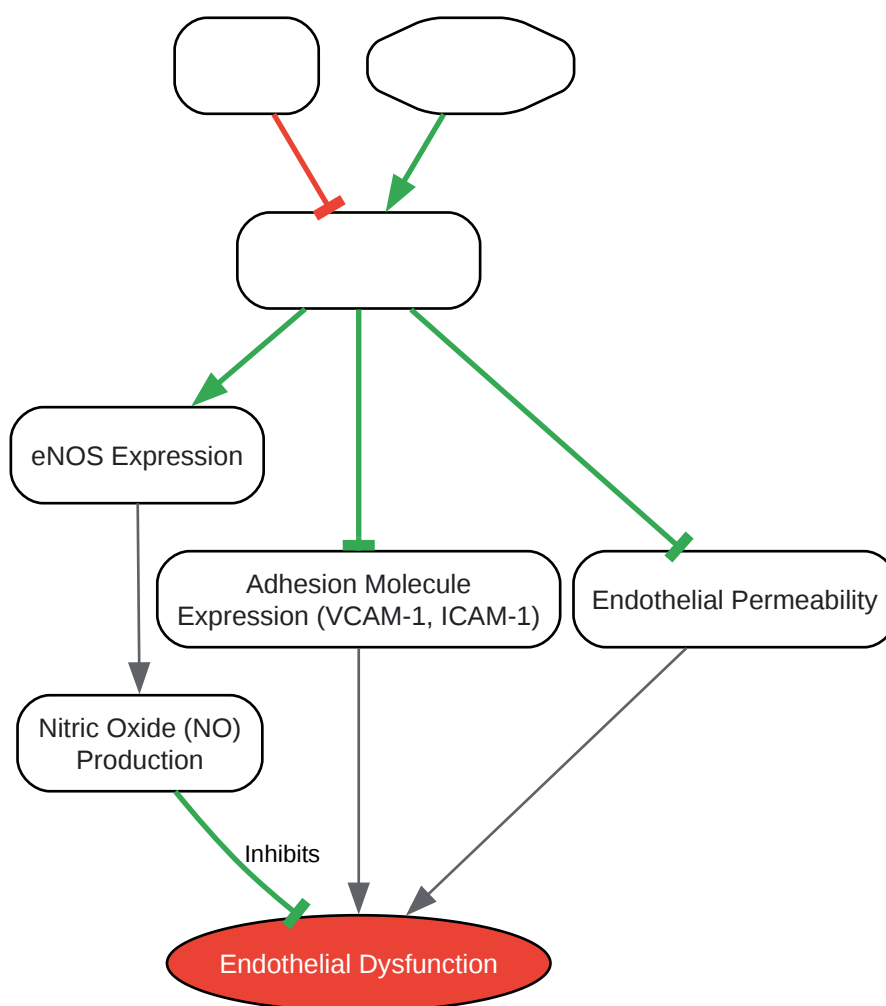 eNOS Expression
Adhesion Molecule
Expression (VCAM-1, ICAM-1)
Endothelial Permeability
Nitric Oxide (NO)
Production
Inhibits
Endothelial Dysfunction